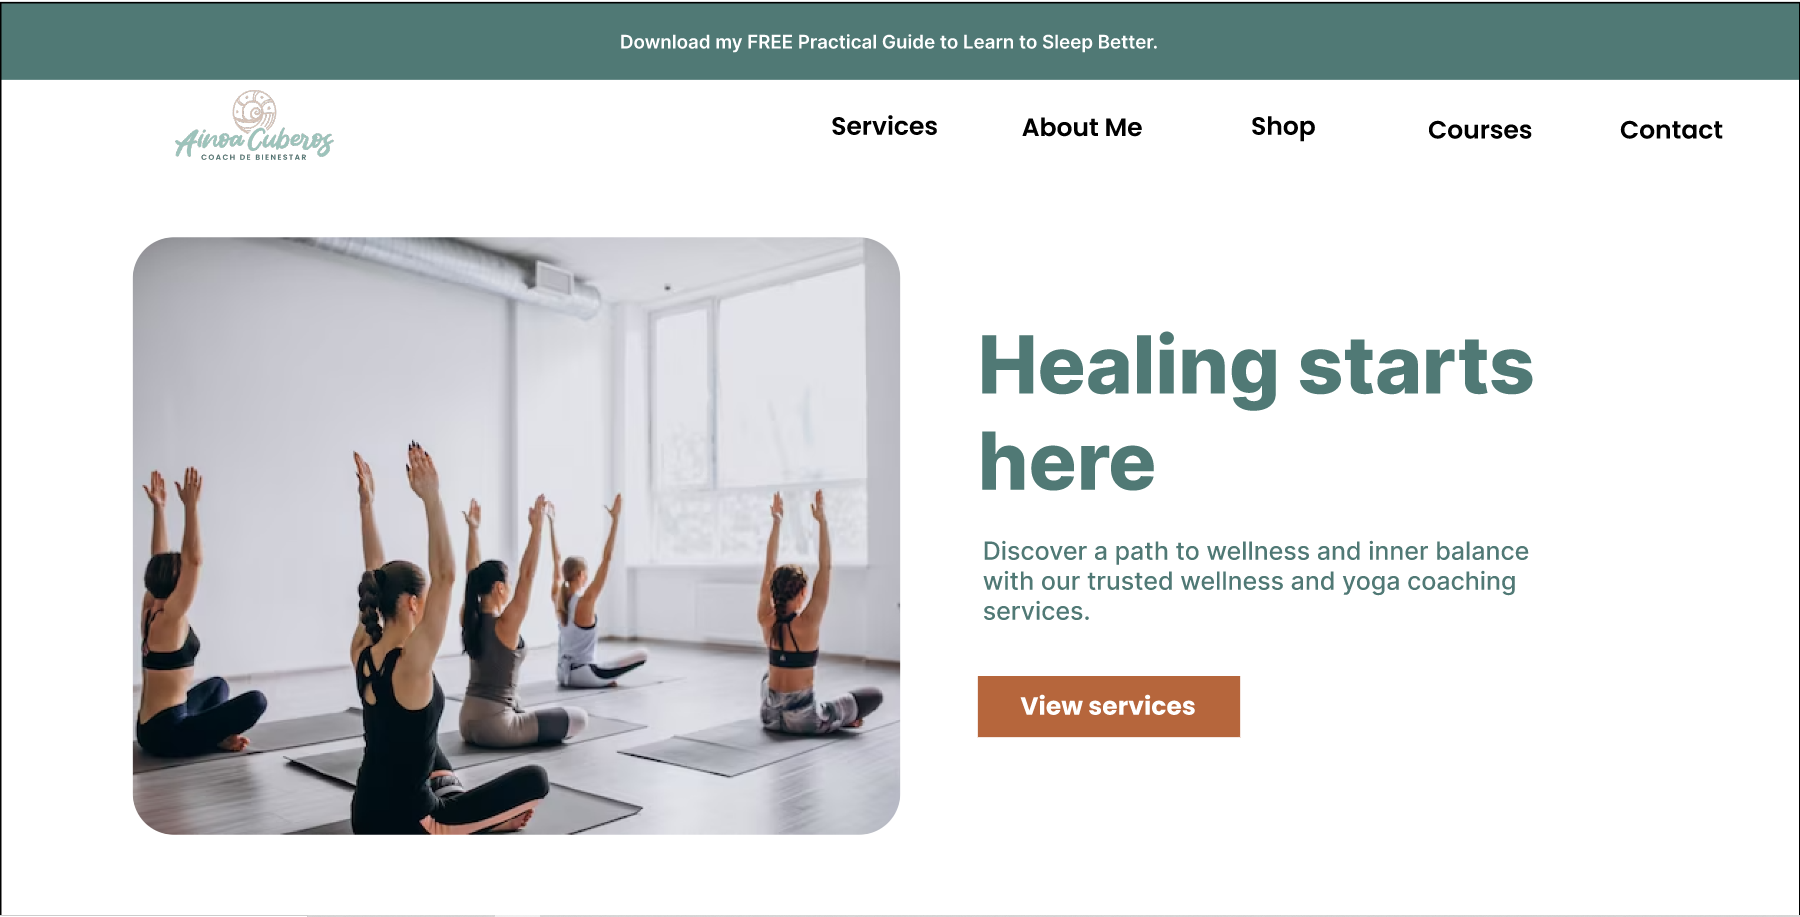 Download my FREE Practical Guide to Learn to Sleep Better.
Ainoa Cuberos
COACH DE BIENESTAR
Services
About Me
Shop
Courses
Contact
Healing starts
here
Discover a path to wellness and inner balance
with our trusted wellness and yoga coaching
services.
View services